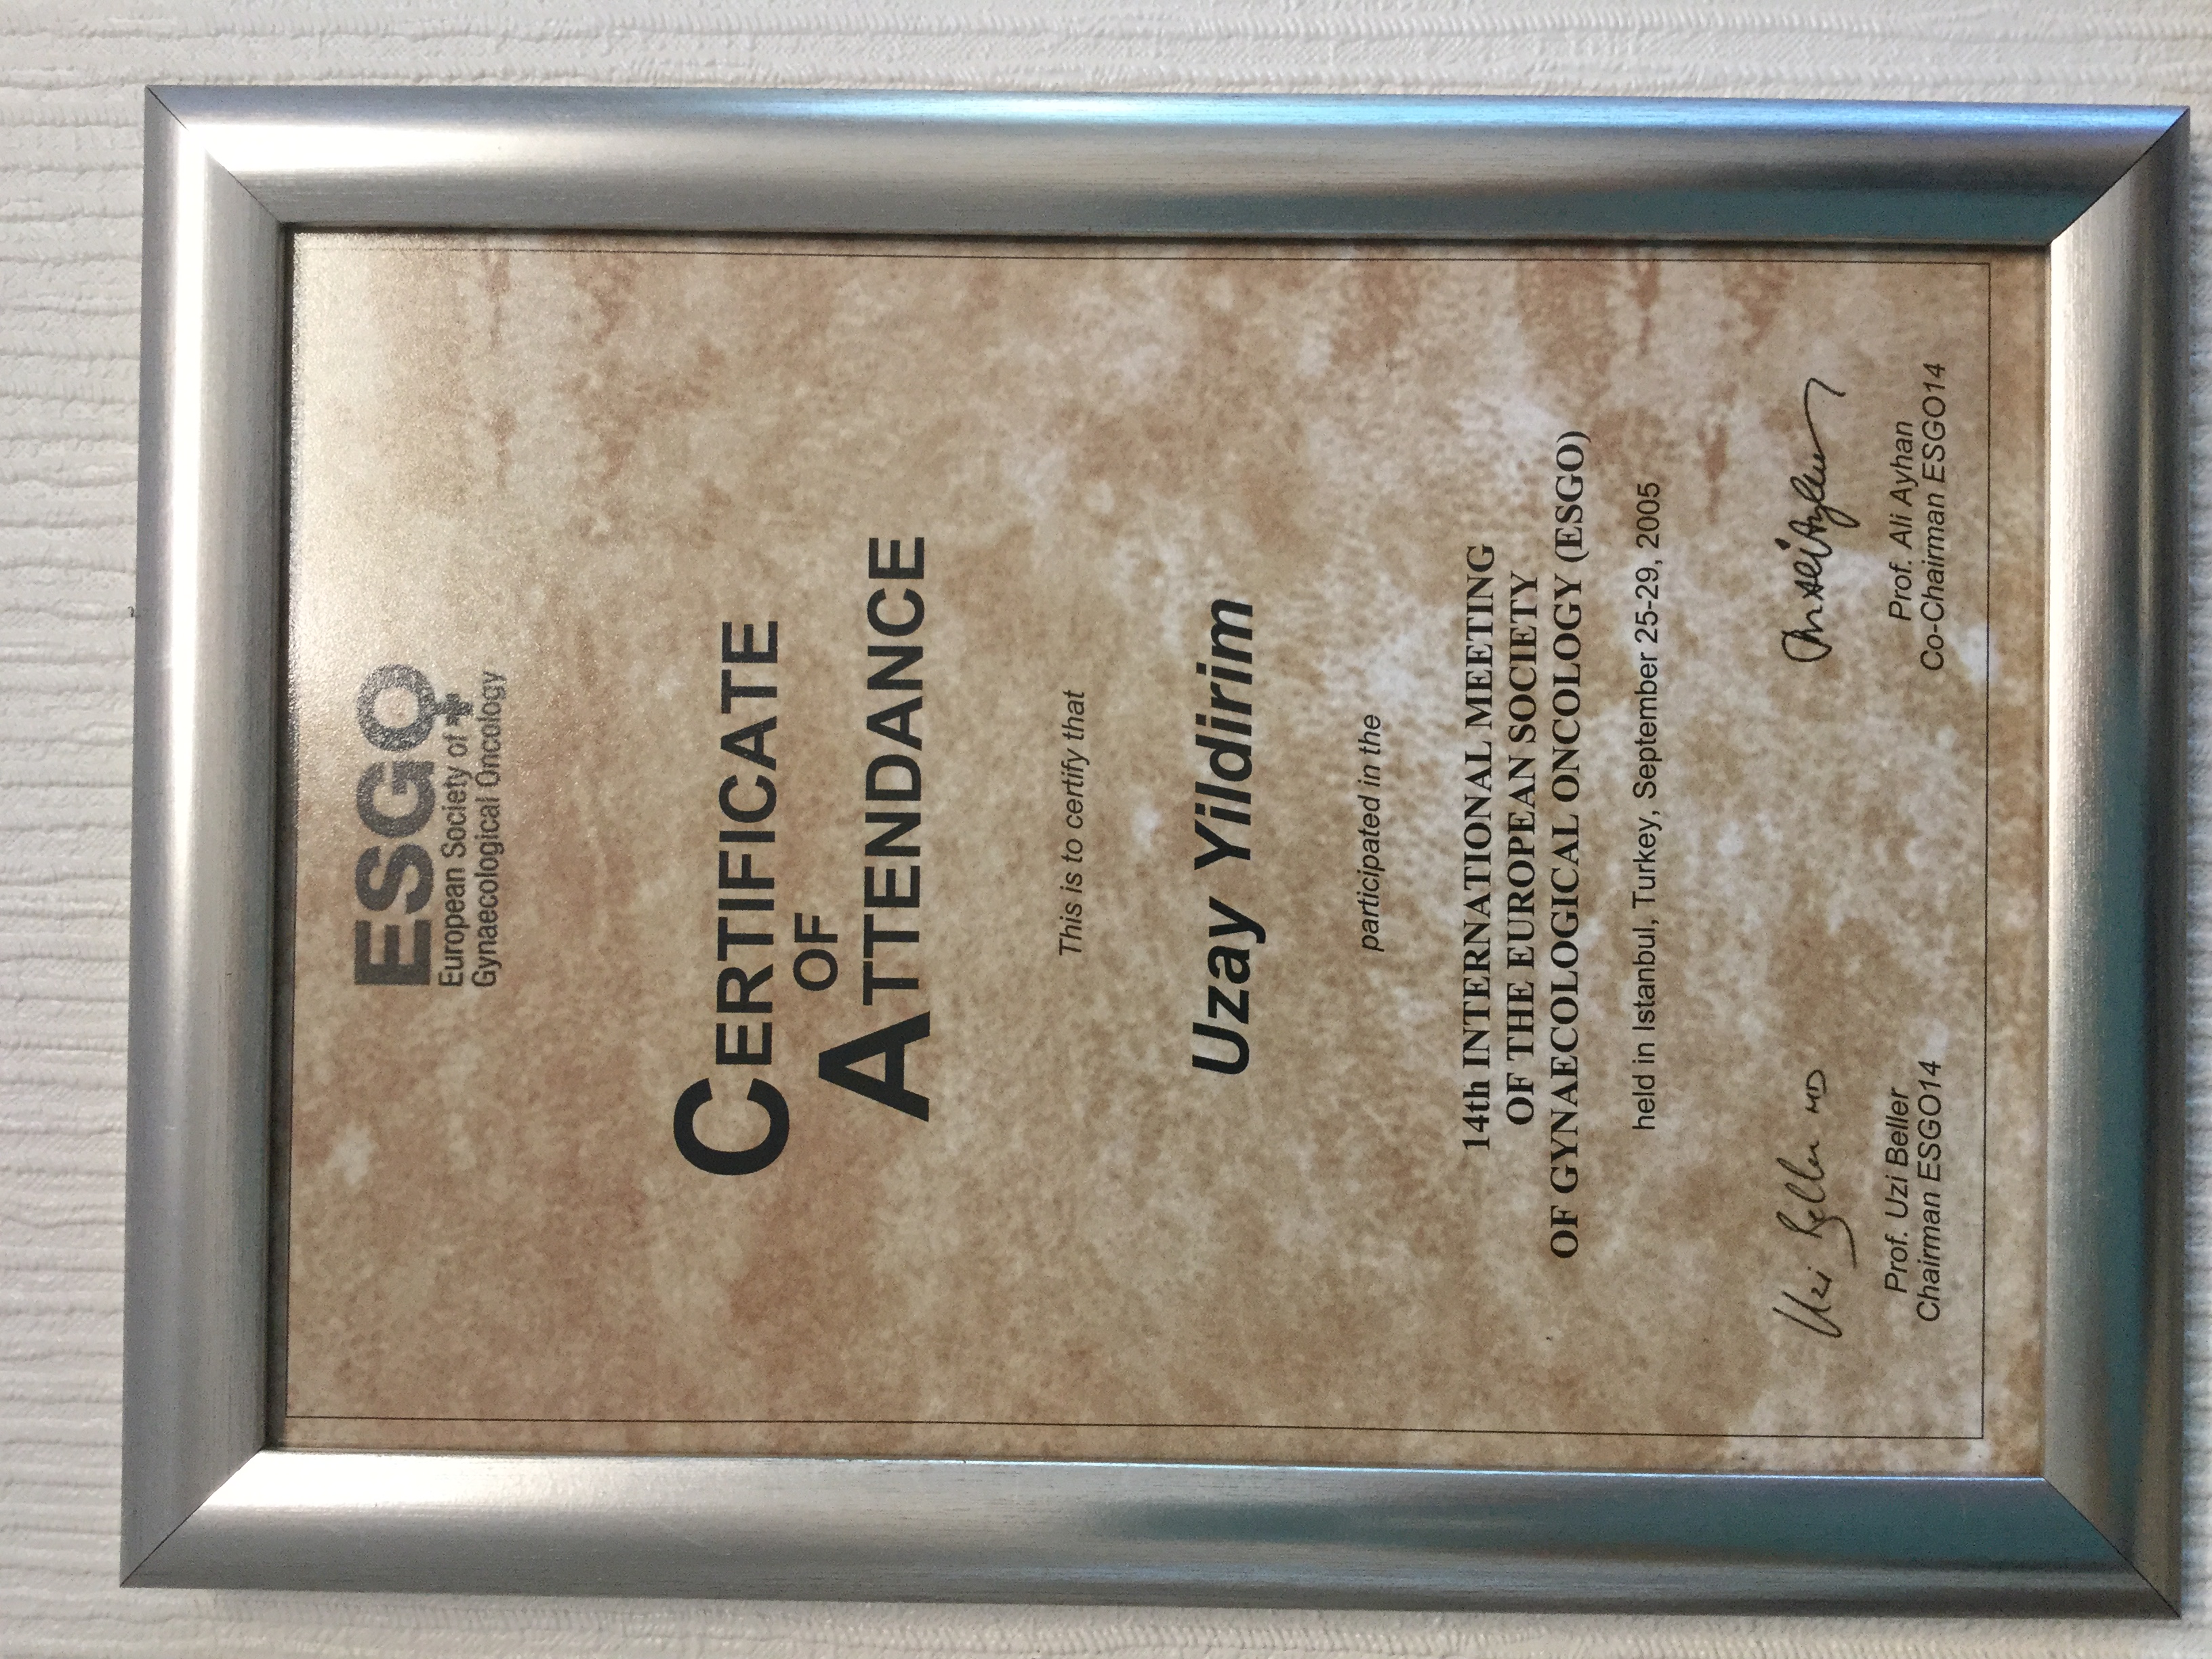 ESGO
European Society of
Gynaecological Oncology
CERTIFICATE
OF
ATTENDANCE
This is to certify that
Uzay Yildirim
participated in the
14th INTERNATIONAL MEETING
OF THE EUROPEAN SOCIETY
OF GYNAECOLOGICAL ONCOLOGY (ESGO)
held in Istanbul, Turkey, September 25-29, 2005
Uzi Beller MD
Prof. Uzi Beller
Chairman ESGO14
Prof. Ali Ayhan
Co-Chairman ESGO14